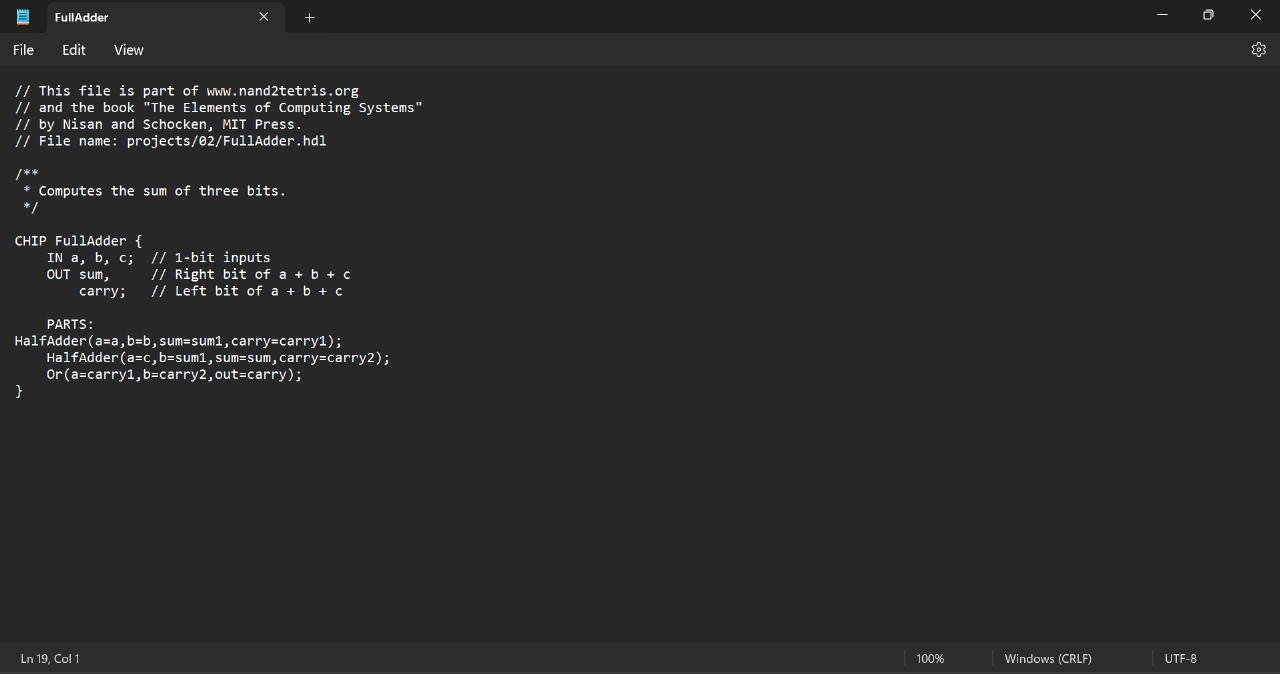 FullAdder
File Edit View
// This file is part of www.nand2tetris.org
// and the book "The Elements of Computing Systems"
// by Nisan and Schocken, MIT Press.
// File name: projects/02/FullAdder.hdl
/**
 * Computes the sum of three bits.
 */
CHIP FullAdder {
    IN a, b, c;  // 1-bit inputs
    OUT sum,     // Right bit of a + b + c
        carry;   // Left bit of a + b + c
    PARTS:
HalfAdder(a=a,b=b,sum=sum1,carry=carry1);
    HalfAdder(a=c,b=sum1,sum=sum,carry=carry2);
    Or(a=carry1,b=carry2,out=carry);
}
Ln 19, Col 1 100% Windows (CRLF) UTF-8